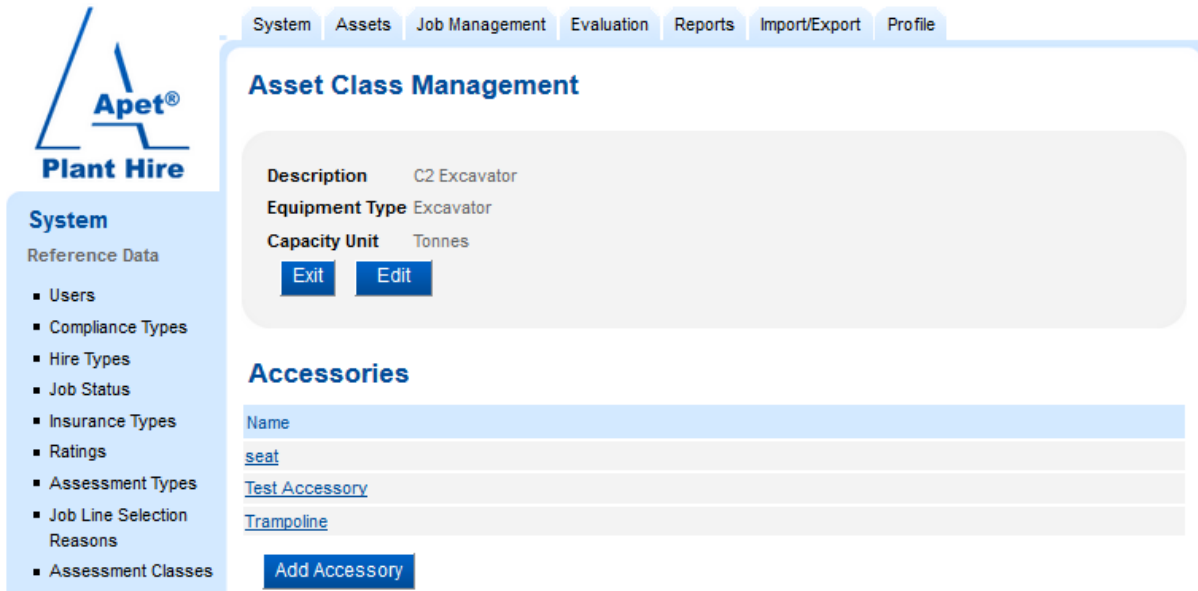 System Assets Job Management Evaluation Reports Import/Export Profile
Apet®
Plant Hire
System
Reference Data
Users
Compliance Types
Hire Types
Job Status
Insurance Types
Ratings
Assessment Types
Job Line Selection
Reasons
Assessment Classes
Asset Class Management
Description C2 Excavator
Equipment Type Excavator
Capacity Unit Tonnes
Exit Edit
Accessories
Name
seat
Test Accessory
Trampoline
Add Accessory